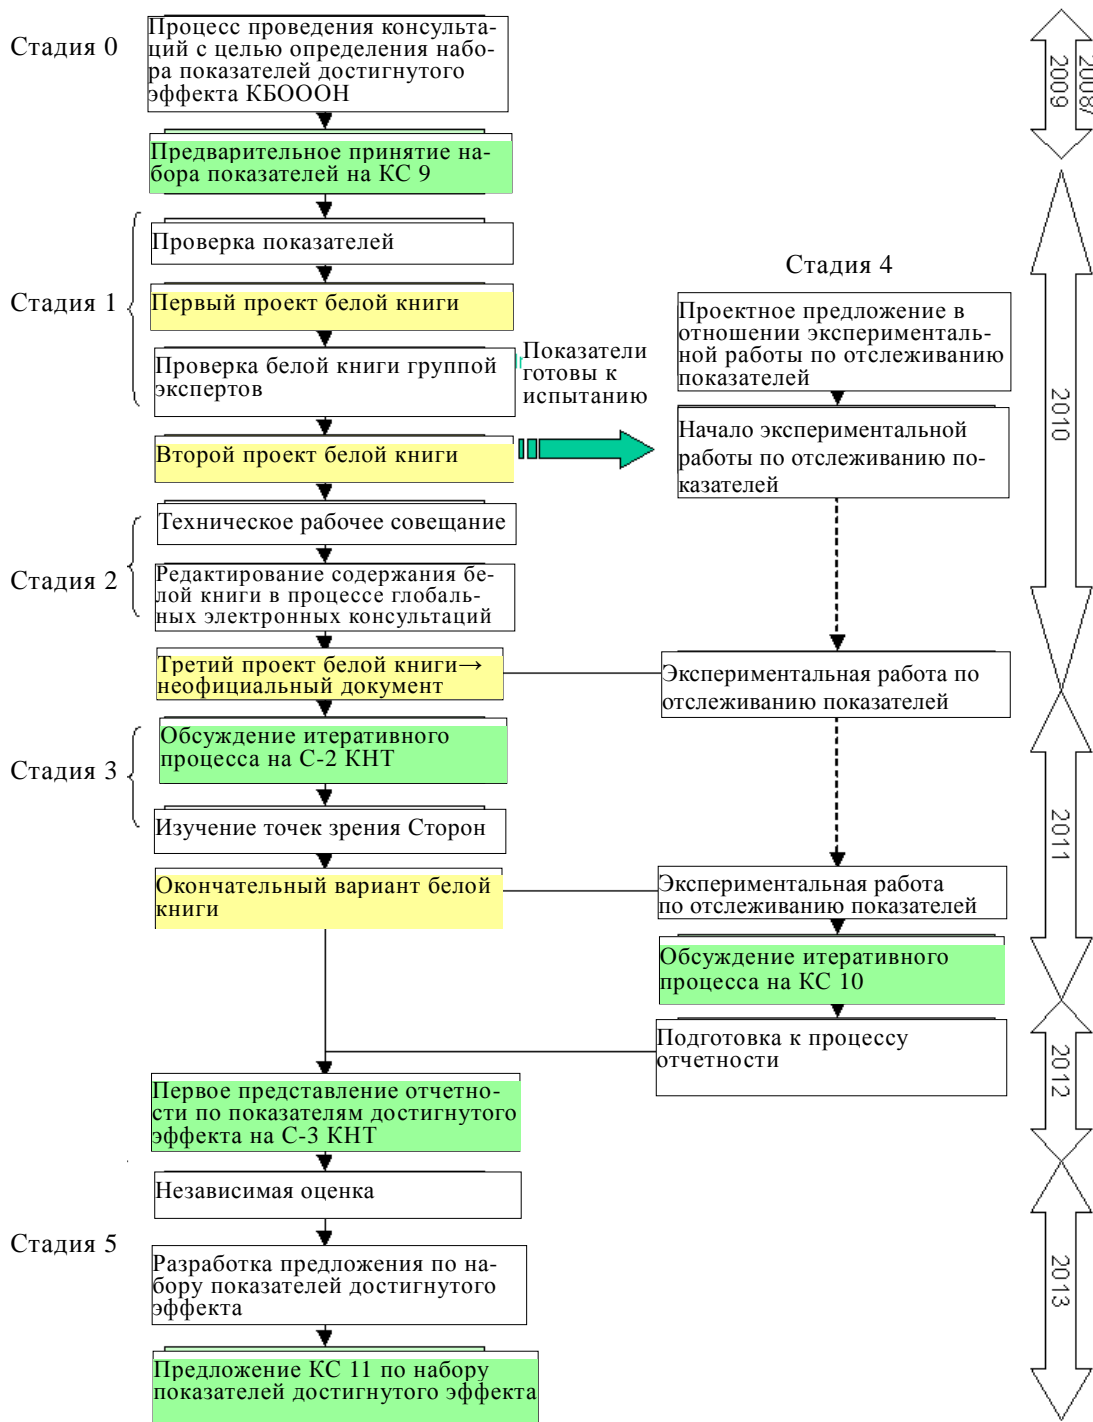 Стадия 0
Процесс проведения консульта-
ций с целью определения набо-
ра показателей достигнутого
эффекта КБОООН
2008/
2009
Предварительное принятие на-
бора показателей на КС 9
Стадия 1
Проверка показателей
Первый проект белой книги
Проверка белой книги группой
экспертов
Показатели
готовы к
испытанию
Второй проект белой книги
Стадия 4
Проектное предложение в
отношении эксперименталь-
ной работы по отслеживанию
показателей
Начало экспериментальной
работы по отслеживанию по-
казателей
2010
Стадия 2
Техническое рабочее совещание
Редактирование содержания бе-
лой книги в процессе глобаль-
ных электронных консультаций
Третий проект белой книги→
неофициальный документ
Экспериментальная работа по
отслеживанию показателей
Стадия 3
Обсуждение итеративного
процесса на С-2 КНТ
Изучение точек зрения Сторон
2011
Окончательный вариант белой
книги
Экспериментальная работа
по отслеживанию показателей
Обсуждение итеративного
процесса на КС 10
Подготовка к процессу
отчетности
2012
Первое представление отчетно-
сти по показателям достигнутого
эффекта на С-3 КНТ
Стадия 5
Независимая оценка
Разработка предложения по на-
бору показателей достигнутого
эффекта
2013
Предложение КС 11 по набору
показателей достигнутого эффекта